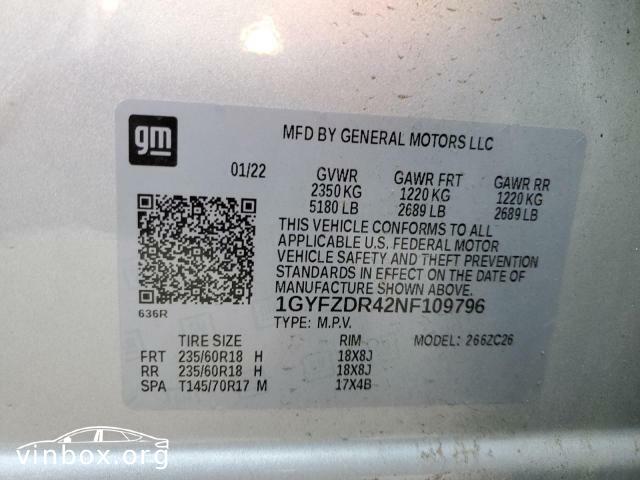 gm
MFD BY GENERAL MOTORS LLC
01/22 GVWR GAWR FRT GAWR RR
2350 KG 1220 KG 1220 KG
5180 LB 2689 LB 2689 LB
THIS VEHICLE CONFORMS TO ALL
APPLICABLE U.S. FEDERAL MOTOR
VEHICLE SAFETY AND THEFT PREVENTION
STANDARDS IN EFFECT ON THE DATE OF
MANUFACTURE SHOWN ABOVE.
636R
1GYFZDR42NF109796
TYPE: M.P.V. MODEL: 266ZC26
TIRE SIZE RIM
FRT 235/60R18 H 18X8J
RR 235/60R18 H 18X8J
SPA T145/70R17 M 17X4B
vinbox.org